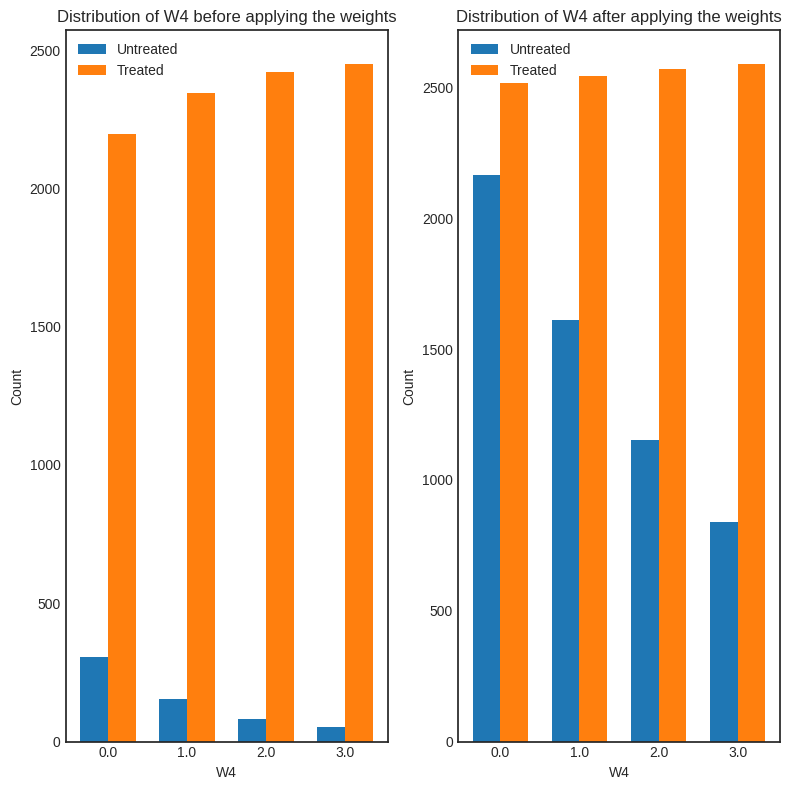 Distribution of W4 before applying the weights
Untreated
Treated
2500
2000
1500
1000
500
0
Count
0.0 1.0 2.0 3.0
W4
Distribution of W4 after applying the weights
Untreated
Treated
2500
2000
1500
1000
500
0
Count
0.0 1.0 2.0 3.0
W4